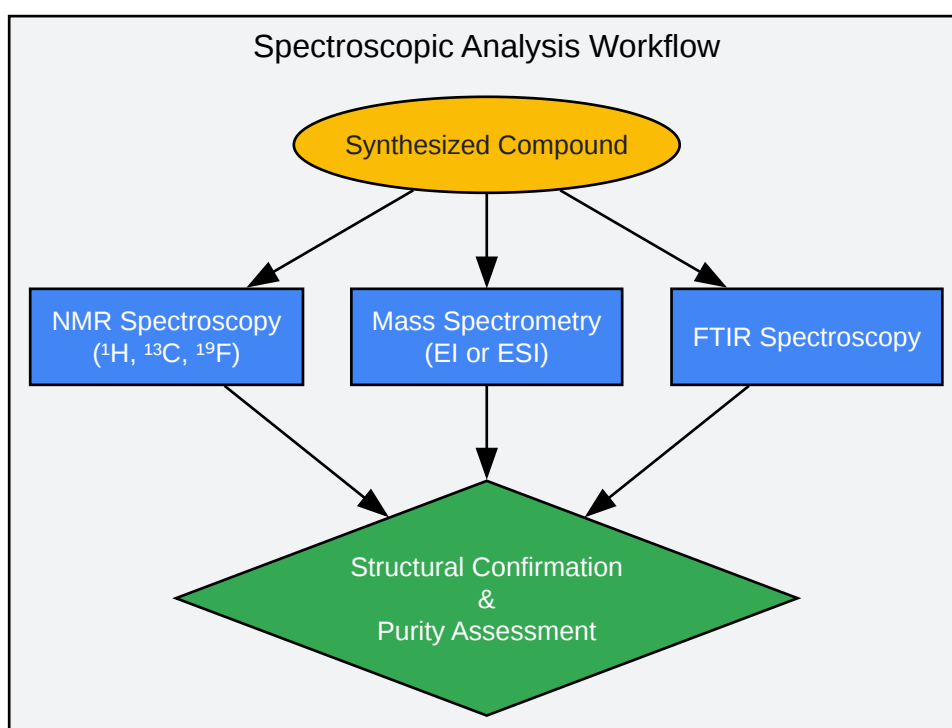 Spectroscopic Analysis Workflow
Synthesized Compound
NMR Spectroscopy
(¹H, ¹³C, ¹⁹F)
Mass Spectrometry
(EI or ESI)
FTIR Spectroscopy
Structural Confirmation
&
Purity Assessment